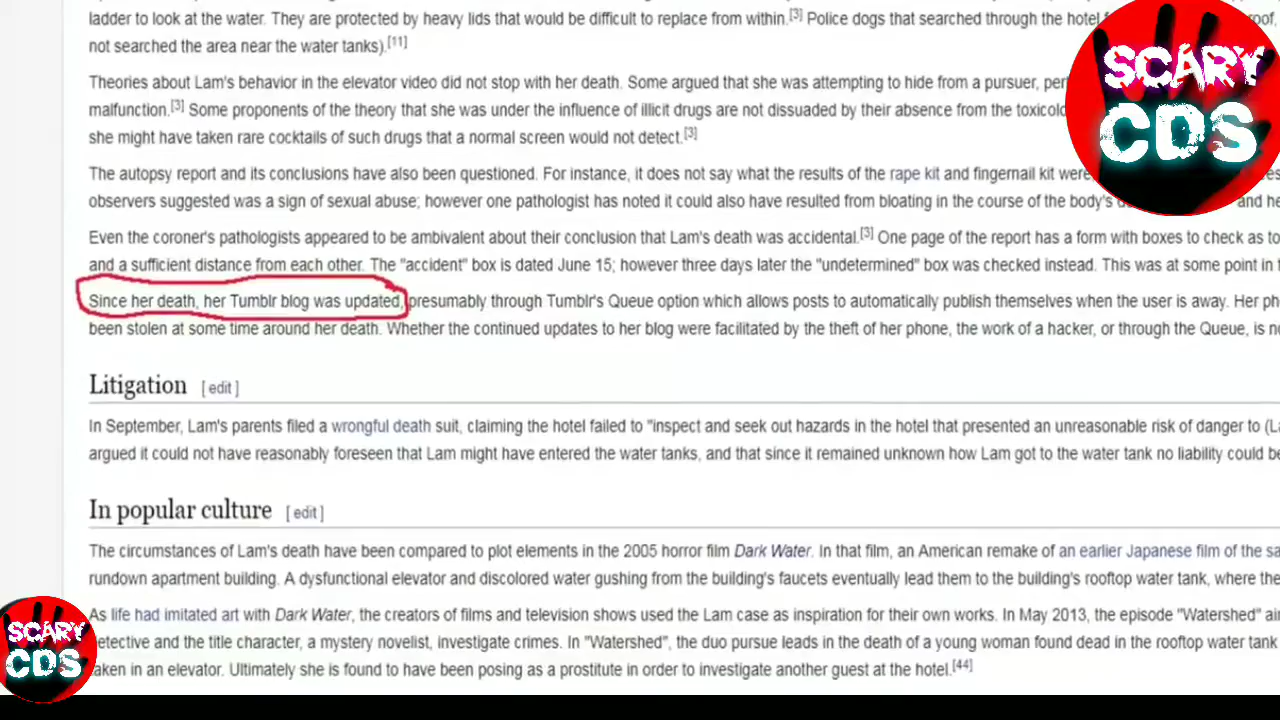 ladder to look at the water. They are protected by heavy lids that would be difficult to replace from within.[3] Police dogs that searched through the hotel
SCARY
CDS
not searched the area near the water tanks).[11]
Theories about Lam's behavior in the elevator video did not stop with her death. Some argued that she was attempting to hide from a pursuer,
malfunction.[3] Some proponents of the theory that she was under the influence of illicit drugs are not dissuaded by their absence from the
she might have taken rare cocktails of such drugs that a normal screen would not detect.[3]
The autopsy report and its conclusions have also been questioned. For instance, it does not say what the results of the rape kit and fingernail kit were
observers suggested was a sign of sexual abuse; however one pathologist has noted it could also have resulted from bloating in the course of the body's and
Even the coroner's pathologists appeared to be ambivalent about their conclusion that Lam's death was accidental.[3] One page of the report has a form with boxes to check as to
and a sufficient distance from each other. The "accident" box is dated June 15; however three days later the "undetermined" box was checked instead. This was at some point in
Since her death, her Tumblr blog was updated, presumably through Tumblr's Queue option which allows posts to automatically publish themselves when the user is away. Her
been stolen at some time around her death. Whether the continued updates to her blog were facilitated by the theft of her phone, the work of a hacker, or through the Queue, is
Litigation [edit]
In September, Lam's parents filed a wrongful death suit, claiming the hotel failed to "inspect and seek out hazards in the hotel that presented an unreasonable risk of danger to
argued it could not have reasonably foreseen that Lam might have entered the water tanks, and that since it remained unknown how Lam got to the water tank no liability could
In popular culture [edit]
The circumstances of Lam's death have been compared to plot elements in the 2005 horror film Dark Water. In that film, an American remake of an earlier Japanese film of the
rundown apartment building. A dysfunctional elevator and discolored water gushing from the building's faucets eventually lead them to the building's rooftop water tank, where
As life had imitated art with Dark Water, the creators of films and television shows used the Lam case as inspiration for their own works. In May 2013, the episode "Watershed"
SCARY
CDS
detective and the title character, a mystery novelist, investigate crimes. In "Watershed", the duo pursue leads in the death of a young woman found dead in the rooftop water tank
taken in an elevator. Ultimately she is found to have been posing as a prostitute in order to investigate another guest at the hotel.[44]